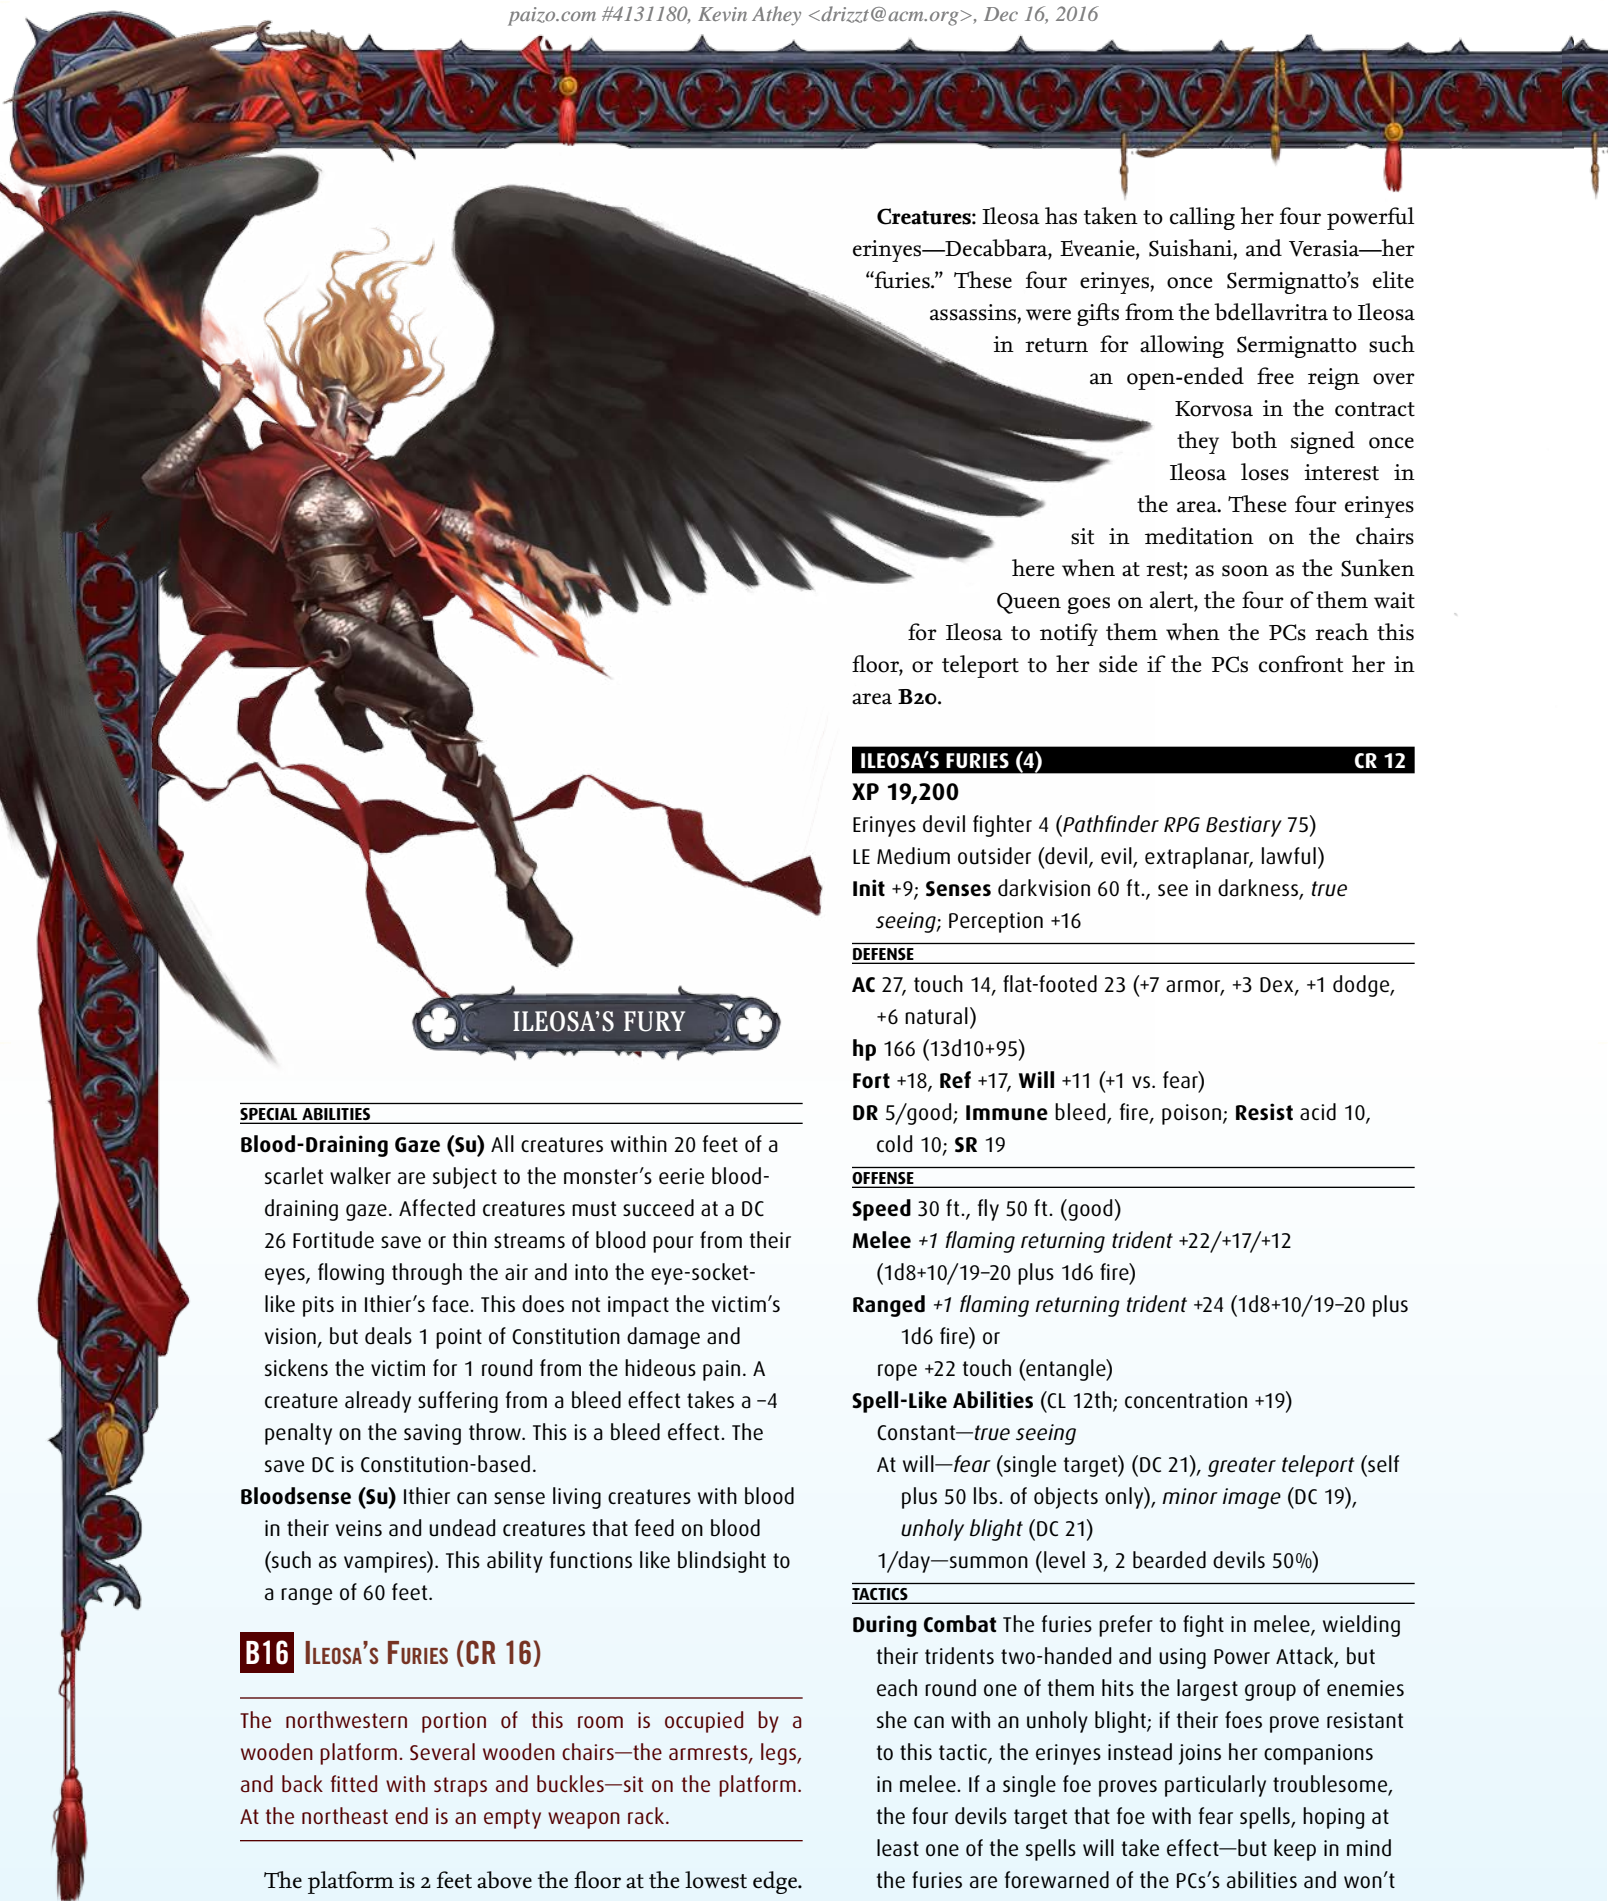 paizo.com #4131180, Kevin Athey <drizzt@acm.org>, Dec 16, 2016
ILEOSA'S FURY
SPECIAL ABILITIES
Blood-Draining Gaze (Su) All creatures within 20 feet of a
scarlet walker are subject to the monster's eerie blood-
draining gaze. Affected creatures must succeed at a DC
26 Fortitude save or thin streams of blood pour from their
eyes, flowing through the air and into the eye-socket-
like pits in Ithier's face. This does not impact the victim's
vision, but deals 1 point of Constitution damage and
sickens the victim for 1 round from the hideous pain. A
creature already suffering from a bleed effect takes a –4
penalty on the saving throw. This is a bleed effect. The
save DC is Constitution-based.
Bloodsense (Su) Ithier can sense living creatures with blood
in their veins and undead creatures that feed on blood
(such as vampires). This ability functions like blindsight to
a range of 60 feet.
B16 Ileosa's Furies (CR 16)
The northwestern portion of this room is occupied by a
wooden platform. Several wooden chairs—the armrests, legs,
and back fitted with straps and buckles—sit on the platform.
At the northeast end is an empty weapon rack.
The platform is 2 feet above the floor at the lowest edge.
Creatures: Ileosa has taken to calling her four powerful
erinyes—Decabbara, Eveanie, Suishani, and Verasia—her
“furies.” These four erinyes, once Sermignatto's elite
assassins, were gifts from the bdellavritra to Ileosa
in return for allowing Sermignatto such
an open-ended free reign over
Korvosa in the contract
they both signed once
Ileosa loses interest in
the area. These four erinyes
sit in meditation on the chairs
here when at rest; as soon as the Sunken
Queen goes on alert, the four of them wait
for Ileosa to notify them when the PCs reach this
floor, or teleport to her side if the PCs confront her in
area B20.
ILEOSA'S FURIES (4) CR 12
XP 19,200
Erinyes devil fighter 4 (Pathfinder RPG Bestiary 75)
LE Medium outsider (devil, evil, extraplanar, lawful)
Init +9; Senses darkvision 60 ft., see in darkness, true
seeing; Perception +16
DEFENSE
AC 27, touch 14, flat-footed 23 (+7 armor, +3 Dex, +1 dodge,
+6 natural)
hp 166 (13d10+95)
Fort +18, Ref +17, Will +11 (+1 vs. fear)
DR 5/good; Immune bleed, fire, poison; Resist acid 10,
cold 10; SR 19
OFFENSE
Speed 30 ft., fly 50 ft. (good)
Melee +1 flaming returning trident +22/+17/+12
(1d8+10/19–20 plus 1d6 fire)
Ranged +1 flaming returning trident +24 (1d8+10/19–20 plus
1d6 fire) or
rope +22 touch (entangle)
Spell-Like Abilities (CL 12th; concentration +19)
Constant—true seeing
At will—fear (single target) (DC 21), greater teleport (self
plus 50 lbs. of objects only), minor image (DC 19),
unholy blight (DC 21)
1/day—summon (level 3, 2 bearded devils 50%)
TACTICS
During Combat The furies prefer to fight in melee, wielding
their tridents two-handed and using Power Attack, but
each round one of them hits the largest group of enemies
she can with an unholy blight; if their foes prove resistant
to this tactic, the erinyes instead joins her companions
in melee. If a single foe proves particularly troublesome,
the four devils target that foe with fear spells, hoping at
least one of the spells will take effect—but keep in mind
the furies are forewarned of the PCs's abilities and won't